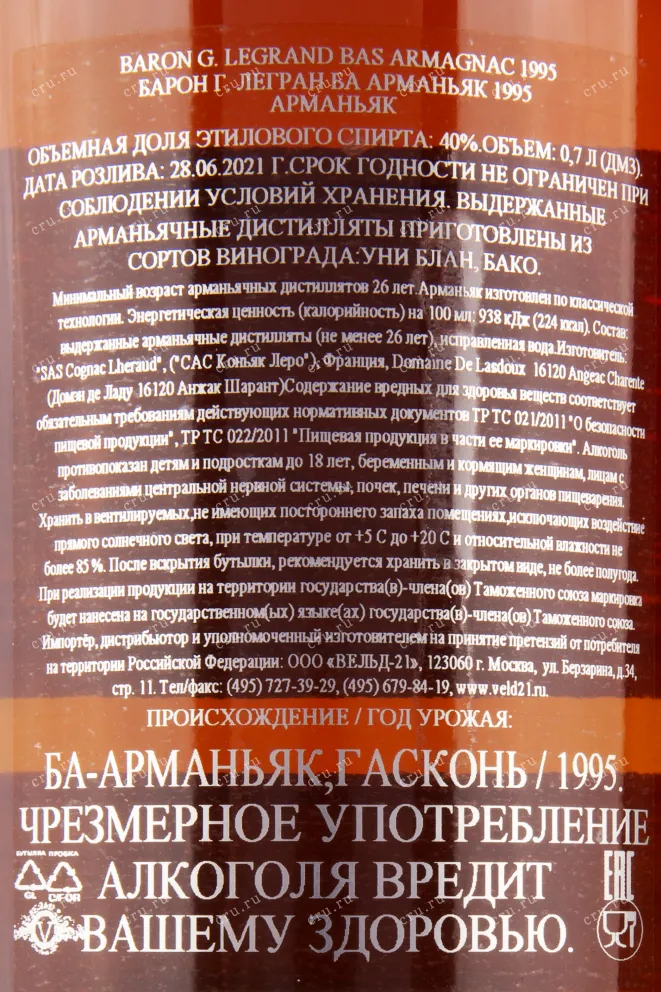 BARON G. LEGRAND BAS ARMAGNAC 1995
БАРОН Г. ЛЕГРАН БА АРМАНЬЯК 1995
АРМАНЬЯК
ОБЪЕМНАЯ ДОЛЯ ЭТИЛОВОГО СПИРТА: 40%.ОБЪЕМ: 0,7 Л (ДМ3).
ДАТА РОЗЛИВА: 28.06.2021 Г.СРОК ГОДНОСТИ НЕ ОГРАНИЧЕН ПРИ
СОБЛЮДЕНИИ УСЛОВИЙ ХРАНЕНИЯ. ВЫДЕРЖАННЫЕ
АРМАНЬЯЧНЫЕ ДИСТИЛЛЯТЫ ПРИГОТОВЛЕНЫ ИЗ
СОРТОВ ВИНОГРАДА:УНИ БЛАН, БАКО.
Минимальный возраст арманьячных дистиллятов 26 лет.Арманьяк изготовлен по классической
технологии. Энергетическая ценность (калорийность) на 100 мл: 938 кДж (224 ккал). Состав:
выдержанные арманьячные дистилляты (не менее 26 лет), исправленная вода.Изготовитель:
"SAS Cognac Lheraud", ("САС Коньяк Леро"), Франция, Domaine De Lasdoux 16120 Angeac Charente
(Домэн де Ладу 16120 Анжак Шарант)Содержание вредных для здоровья веществ соответствует
обязательным требованиям действующих нормативных документов ТР ТС 021/2011 "О безопасности
пищевой продукции", ТР ТС 022/2011 "Пищевая продукция в части ее маркировки". Алкоголь
противопоказан детям и подросткам до 18 лет, беременным и кормящим женщинам, лицам с
заболеваниями центральной нервной системы, почек, печени и других органов пищеварения.
Хранить в вентилируемых,не имеющих постороннего запаха помещениях,исключающих воздействие
прямого солнечного света, при температуре от +5 С до +20 С и относительной влажности не
более 85 %. После вскрытия бутылки, рекомендуется хранить в закрытом виде, не более полугода.
При реализации продукции на территории государства(в)-члена(ов) Таможенного союза маркировка
будет нанесена на государственном(ых) языке(ах) государства(в)-члена(ов) Таможенного союза.
Импортёр, дистрибьютор и уполномоченный изготовителем на принятие претензий от потребителя
на территории Российской Федерации: ООО «ВЕЛЬД-21», 123060 г. Москва, ул. Берзарина, д.34,
стр. 11. Тел/факс: (495) 727-39-29, (495) 679-84-19, www.veld21.ru.
ПРОИСХОЖДЕНИЕ / ГОД УРОЖАЯ:
БА-АРМАНЬЯК, ГАСКОНЬ / 1995.
ЧРЕЗМЕРНОЕ УПОТРЕБЛЕНИЕ
БУТЫЛКА ПРОБКА
GL C/FOR
АЛКОГОЛЯ ВРЕДИТ
EAC
V
ВАШЕМУ ЗДОРОВЬЮ.
cru.ru